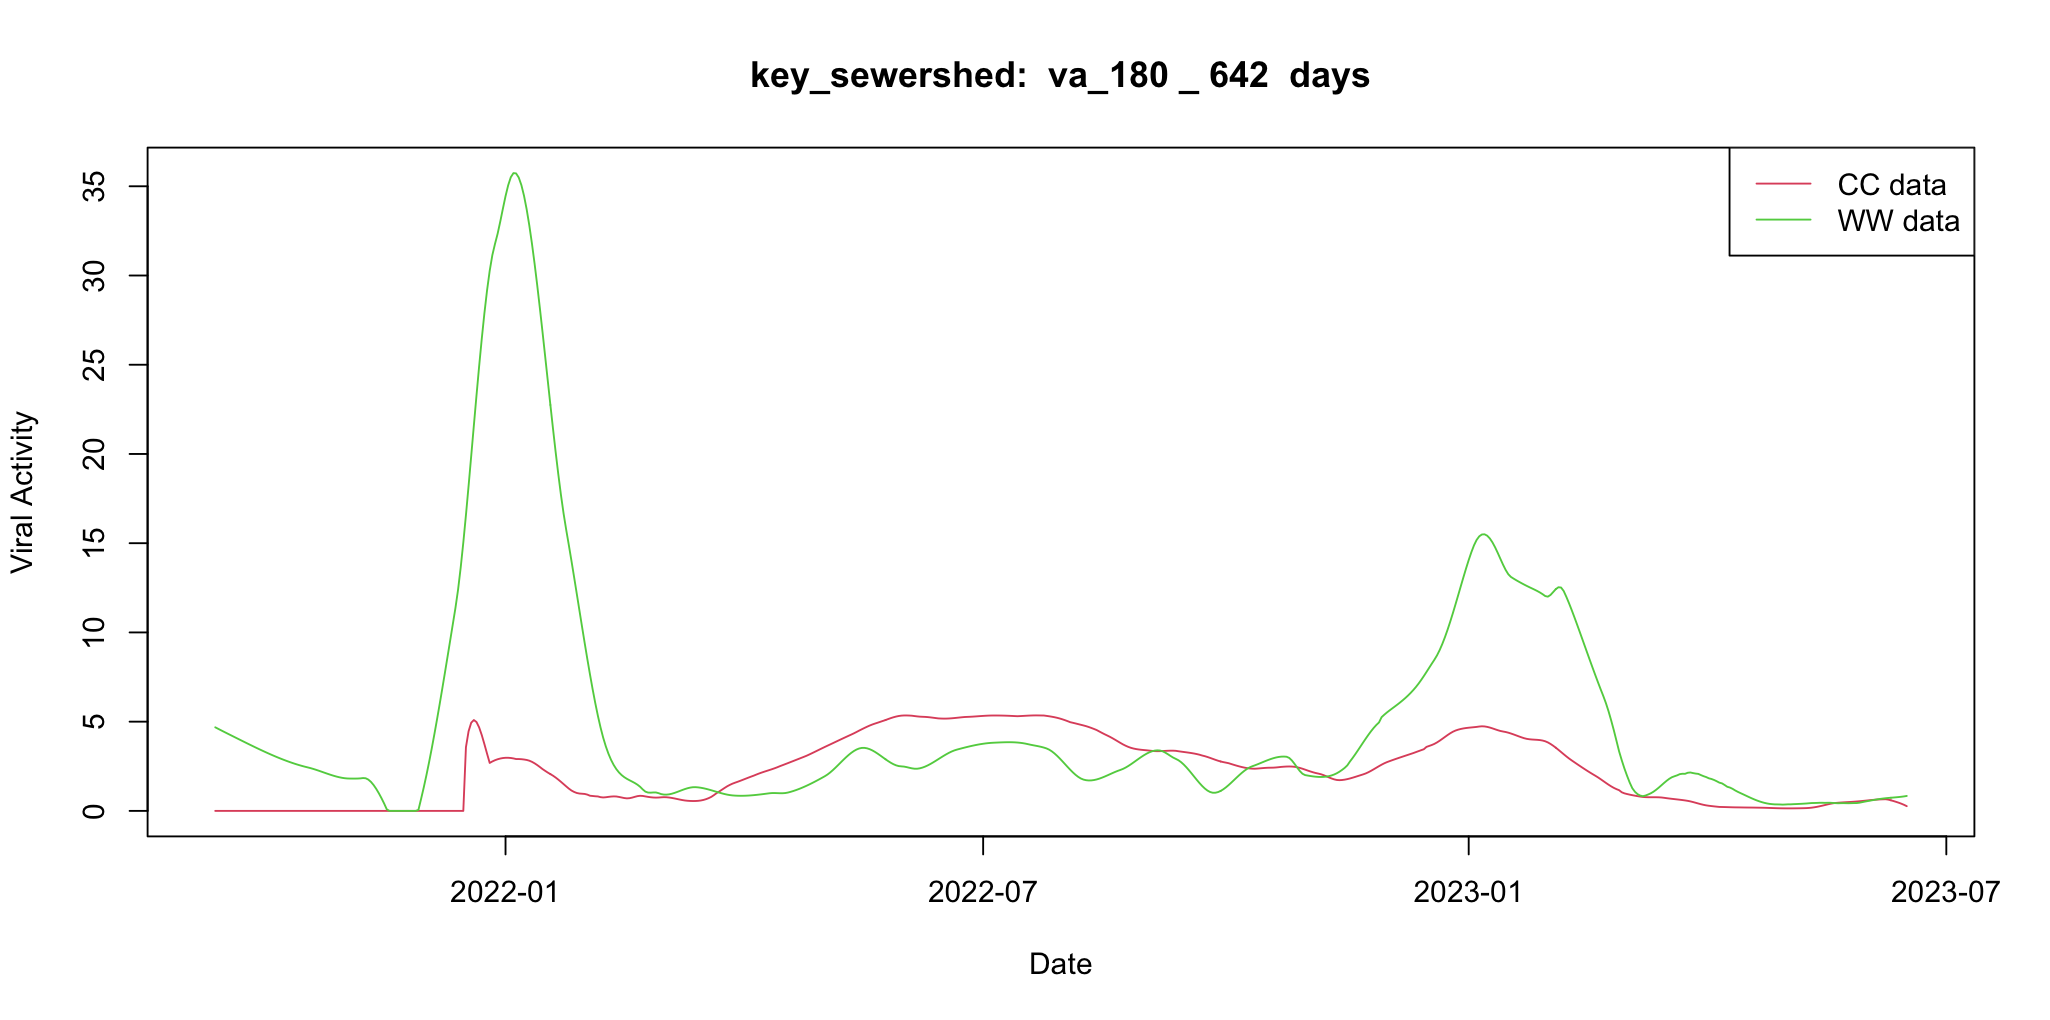 key_sewershed: va_180 _ 642 days
CC data
WW data
Viral Activity
35
30
25
20
15
10
5
0
2022-01 2022-07 2023-01 2023-07
Date